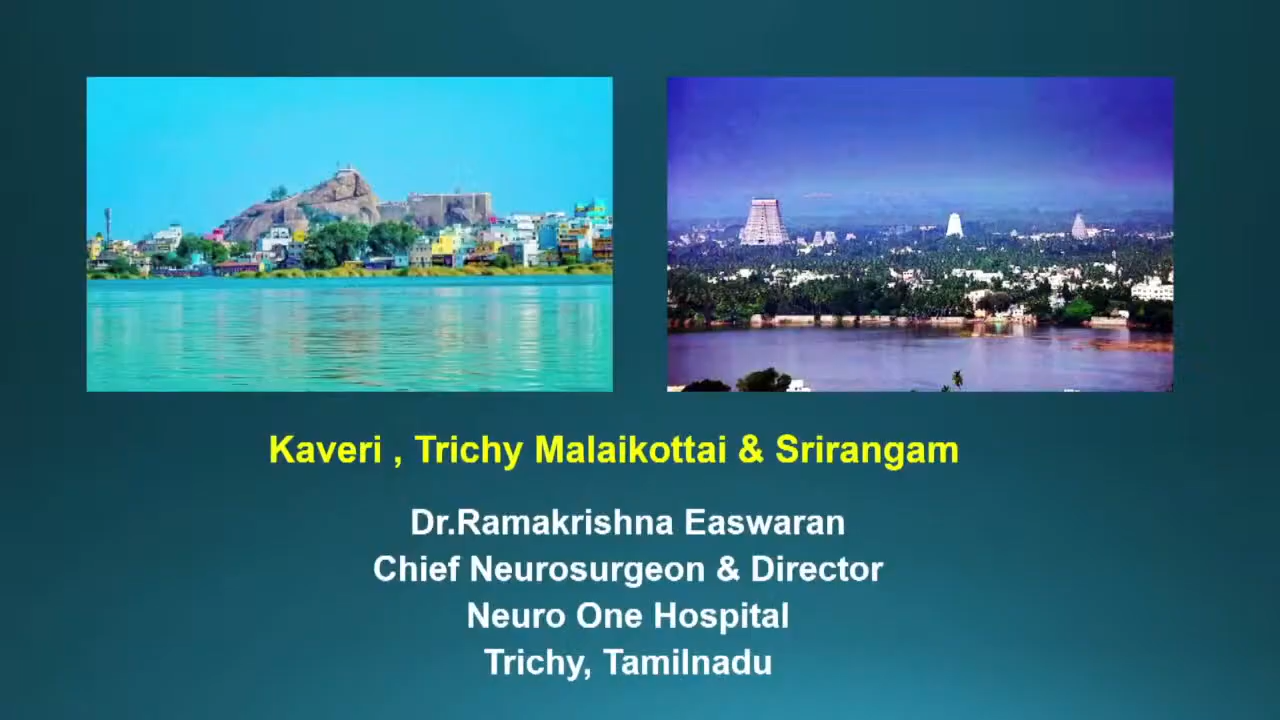 Kaveri , Trichy Malaikottai & Srirangam
Dr.Ramakrishna Easwaran
Chief Neurosurgeon & Director
Neuro One Hospital
Trichy, Tamilnadu